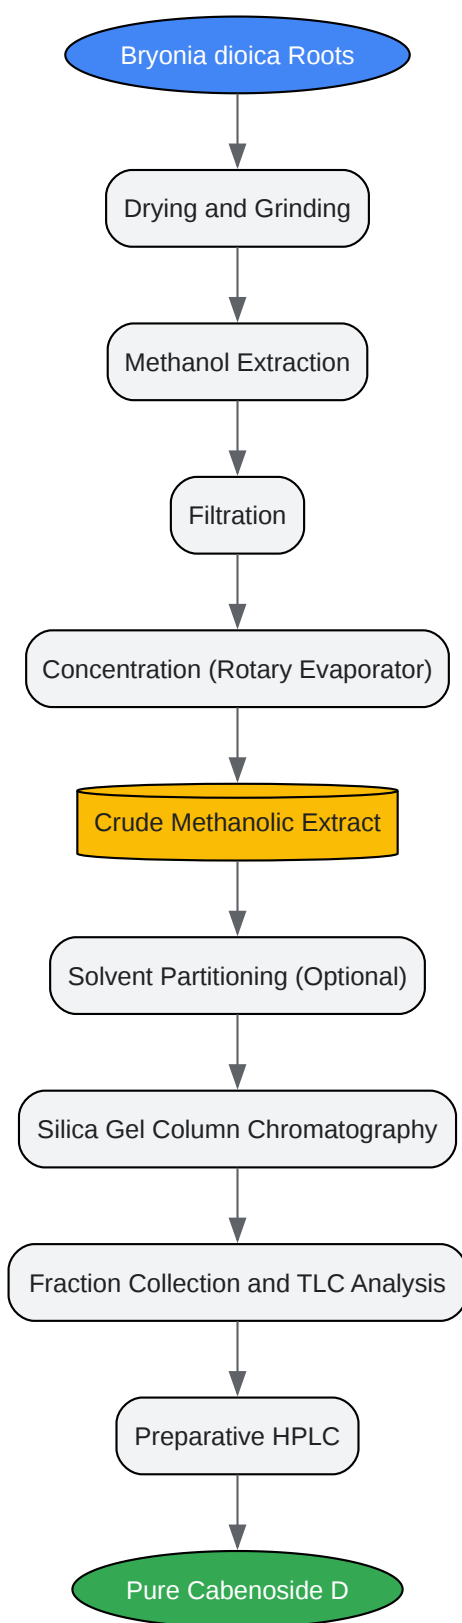 Bryonia dioica Roots
Drying and Grinding
Methanol Extraction
Filtration
Concentration (Rotary Evaporator)
Crude Methanolic Extract
Solvent Partitioning (Optional)
Silica Gel Column Chromatography
Fraction Collection and TLC Analysis
Preparative HPLC
Pure Cabenoside D